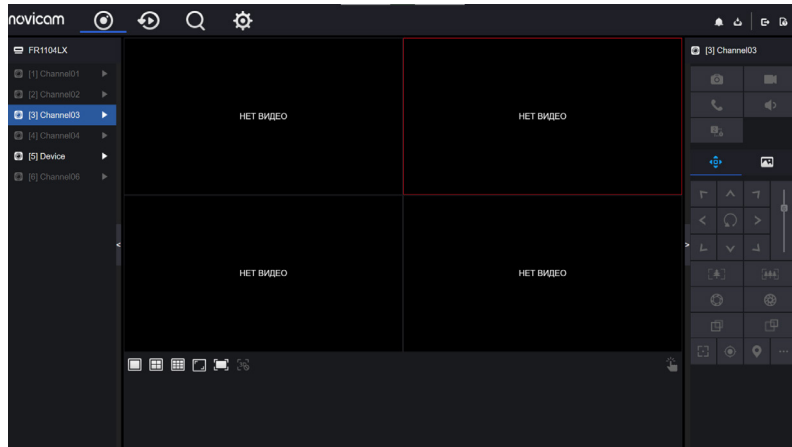 novicam
FR1104LX
[3] Channel03
[1] Channel01
[2] Channel02
[3] Channel03
[4] Channel04
[5] Device
[6] Channel06
НЕТ ВИДЕО
НЕТ ВИДЕО
НЕТ ВИДЕО
НЕТ ВИДЕО